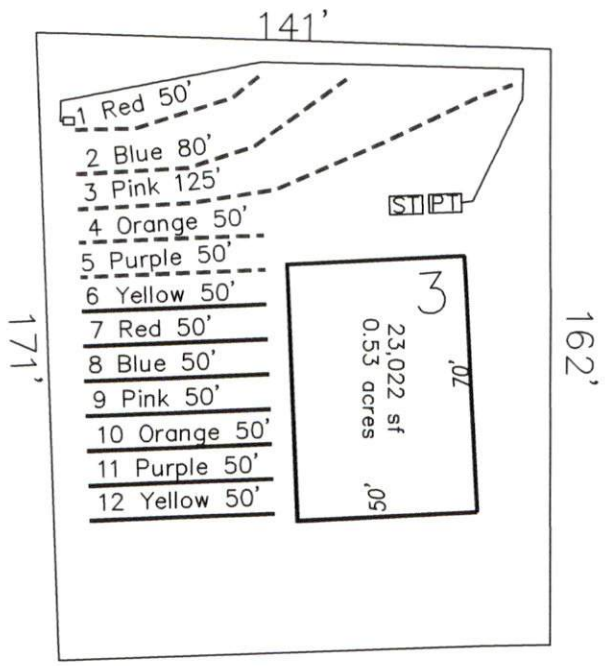 141'
1 Red 50'
2 Blue 80'
3 Pink 125'
ST PT
4 Orange 50'
5 Purple 50'
6 Yellow 50'
3
7 Red 50'
8 Blue 50'
9 Pink 50'
10 Orange 50'
11 Purple 50'
12 Yellow 50'
23,022 sf
0.53 acres
70'
50'
171'
162'